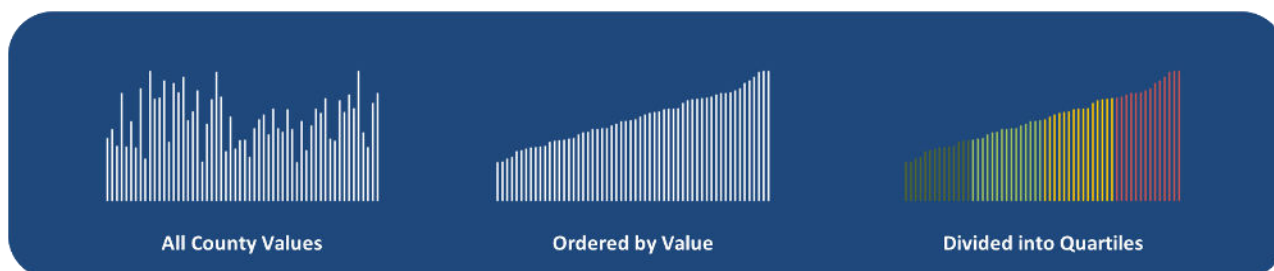 All County Values
Ordered by Value
Divided into Quartiles